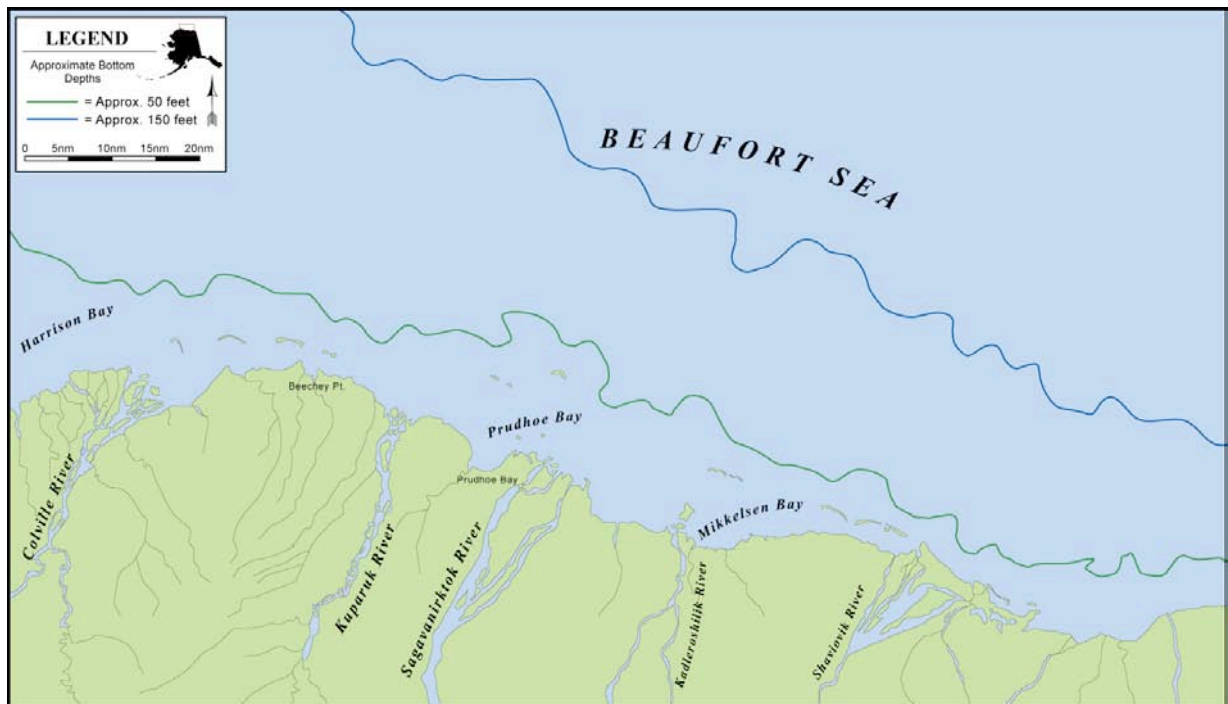 LEGEND
Approximate Bottom
Depths
= Approx. 50 feet
= Approx. 150 feet
0 5nm 10nm 15nm 20nm
BEAUFORT SEA
Harrison Bay
Beechey Pt.
Prudhoe Bay
Prudhoe Bay
Mikkelsen Bay
Colville River
Kuparuk River
Sagavanirktok River
Kadleroshilik River
Shaviovik River